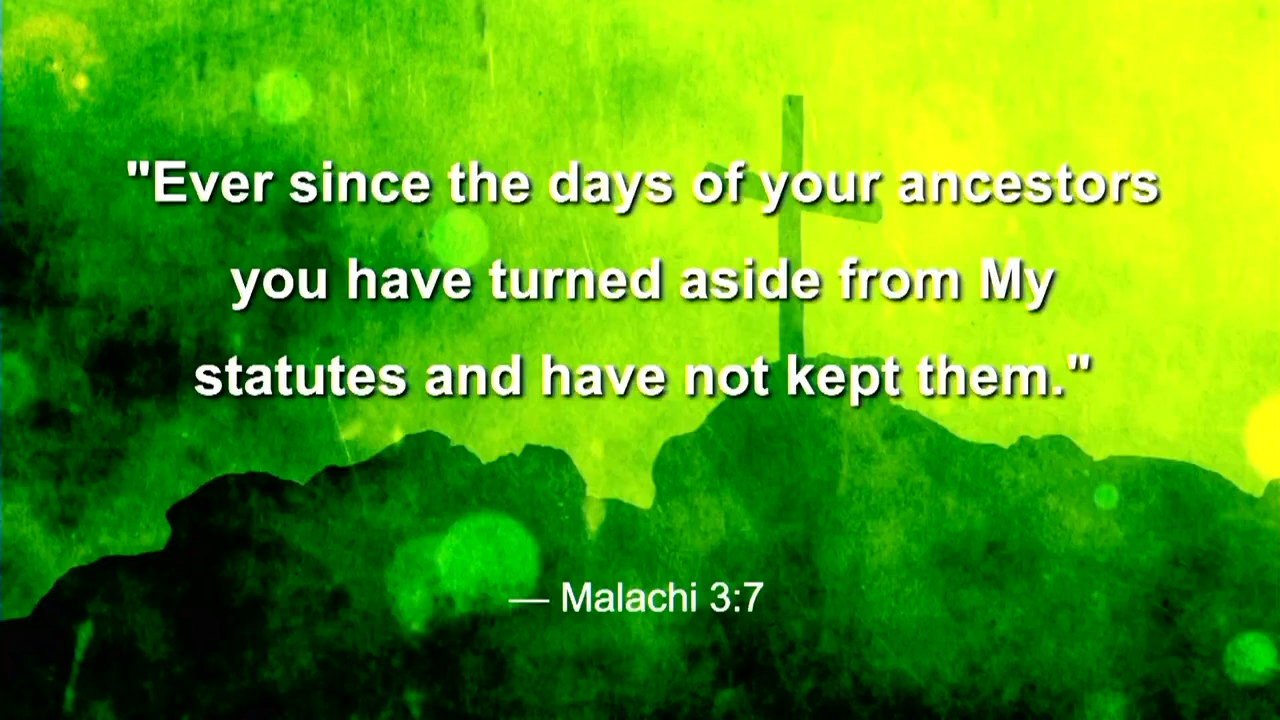 "Ever since the days of your ancestors
you have turned aside from My
statutes and have not kept them."
— Malachi 3:7